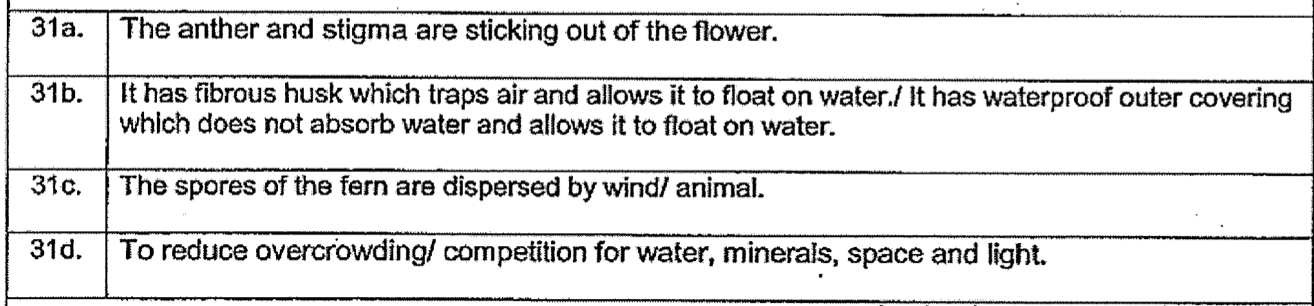 31a. The anther and stigma are sticking out of the flower.
31b. It has fibrous husk which traps air and allows it to float on water./ It has waterproof outer covering
which does not absorb water and allows it to float on water.
31c. The spores of the fern are dispersed by wind/ animal.
31d. To reduce overcrowding/ competition for water, minerals, space and light.